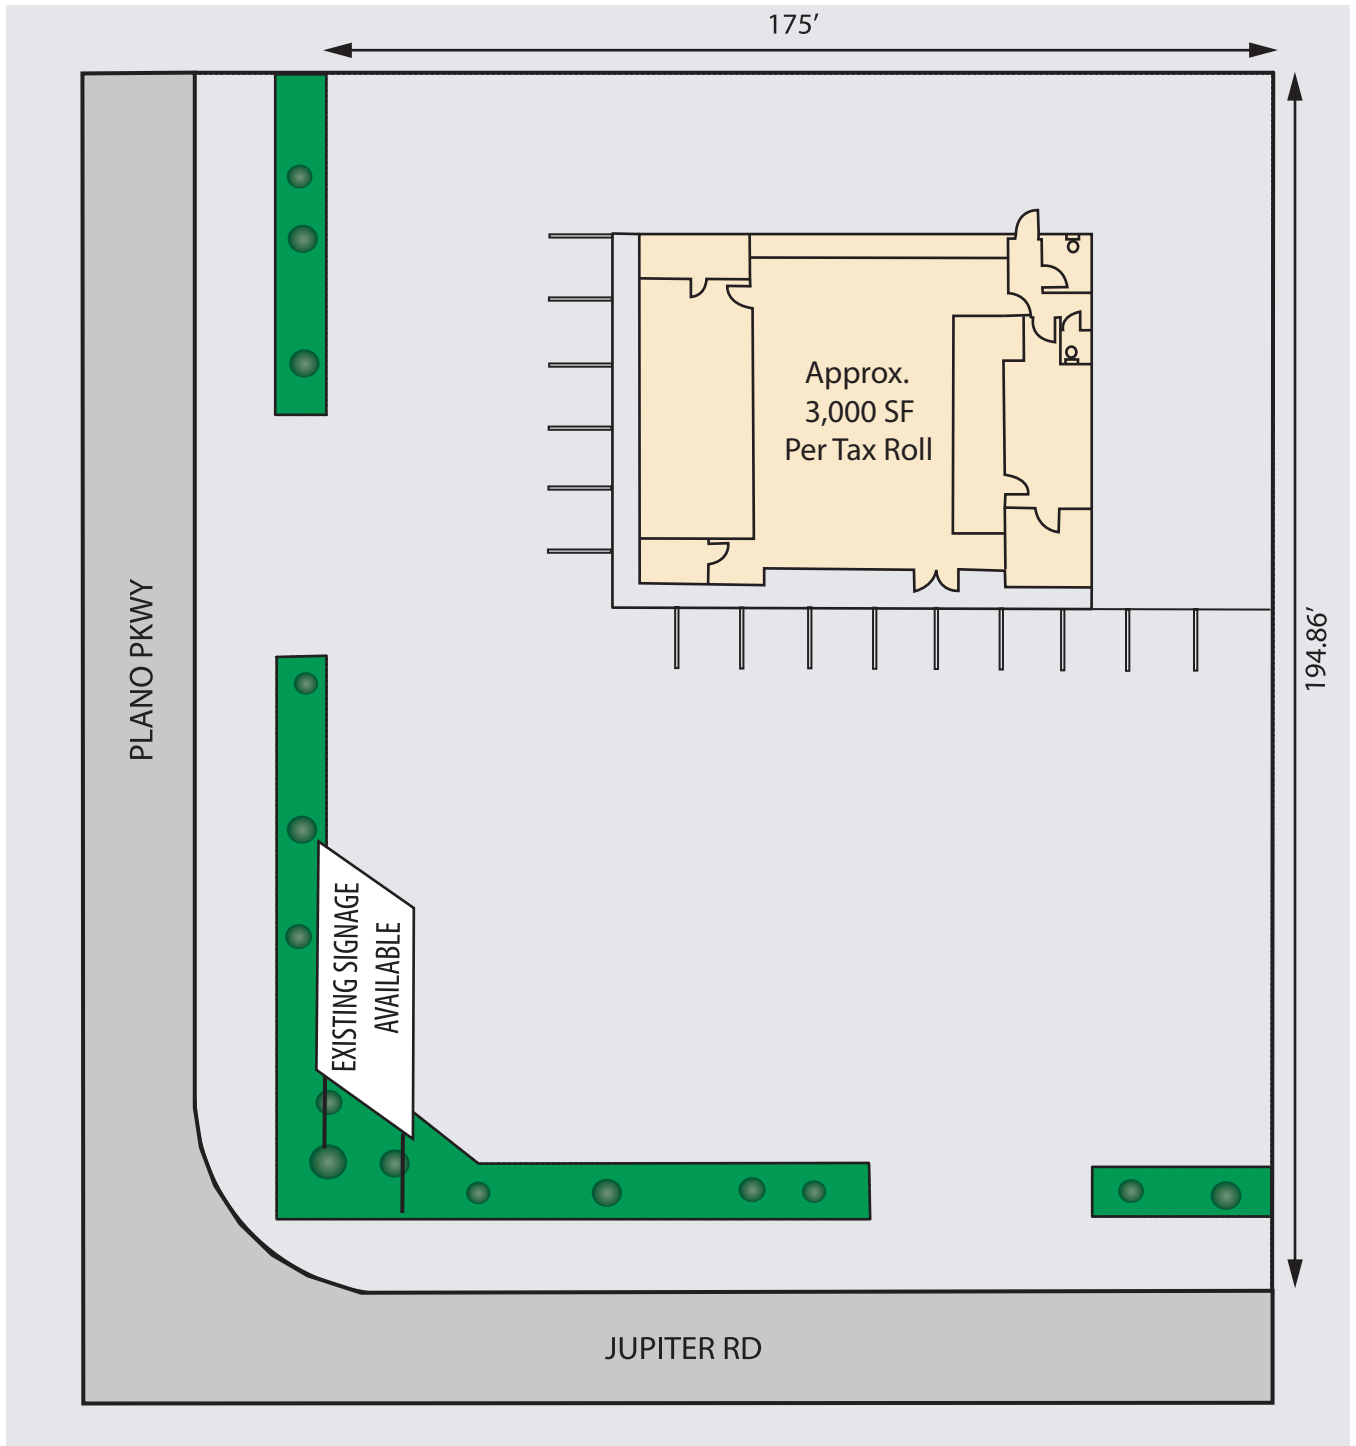 175’
Approx.
3,000 SF
Per Tax Roll
194.86’
PLANO PKWY
EXISTING SIGNAGE
AVAILABLE
JUPITER RD